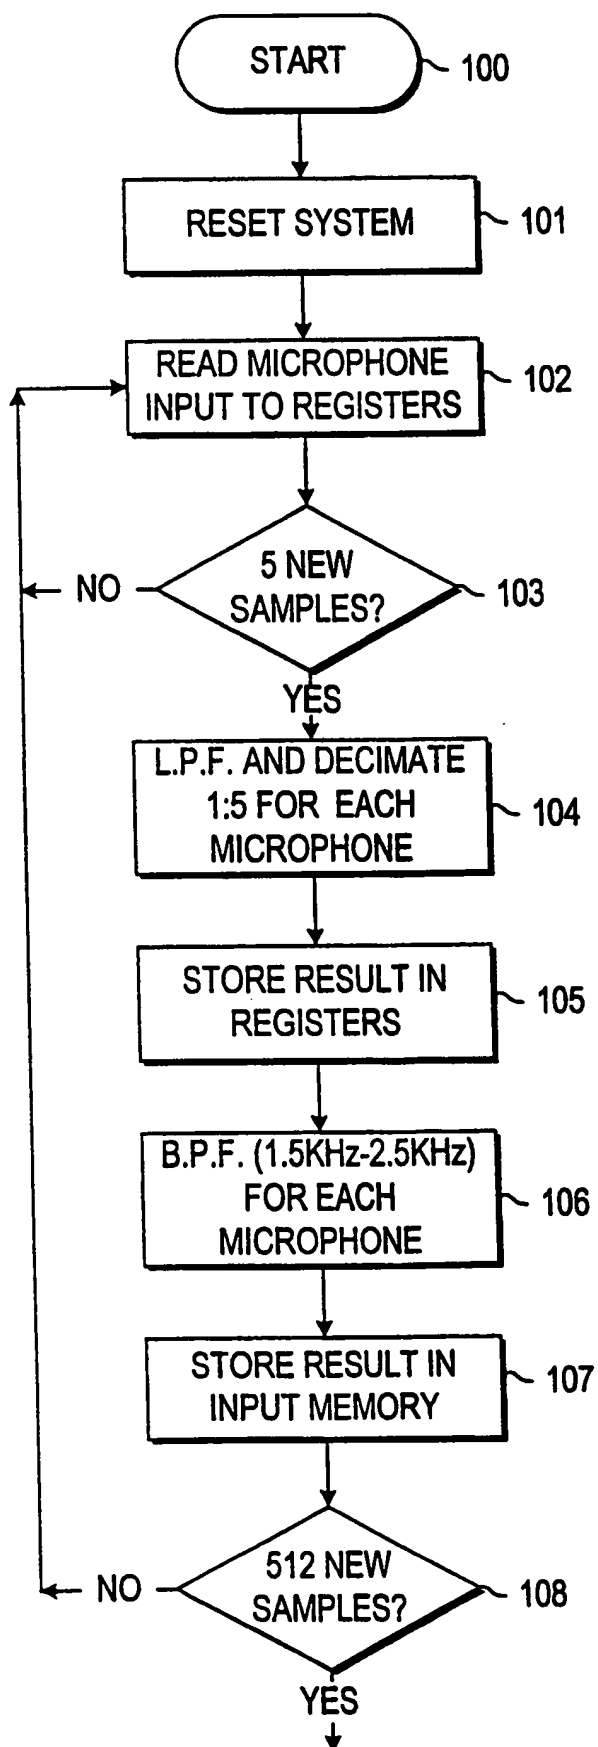 START
100
RESET SYSTEM
101
READ MICROPHONE
INPUT TO REGISTERS
102
5 NEW
SAMPLES?
103
NO
YES
L.P.F. AND DECIMATE
1:5 FOR EACH
MICROPHONE
104
STORE RESULT IN
REGISTERS
105
B.P.F. (1.5KHz-2.5KHz)
FOR EACH
MICROPHONE
106
STORE RESULT IN
INPUT MEMORY
107
512 NEW
SAMPLES?
108
NO
YES